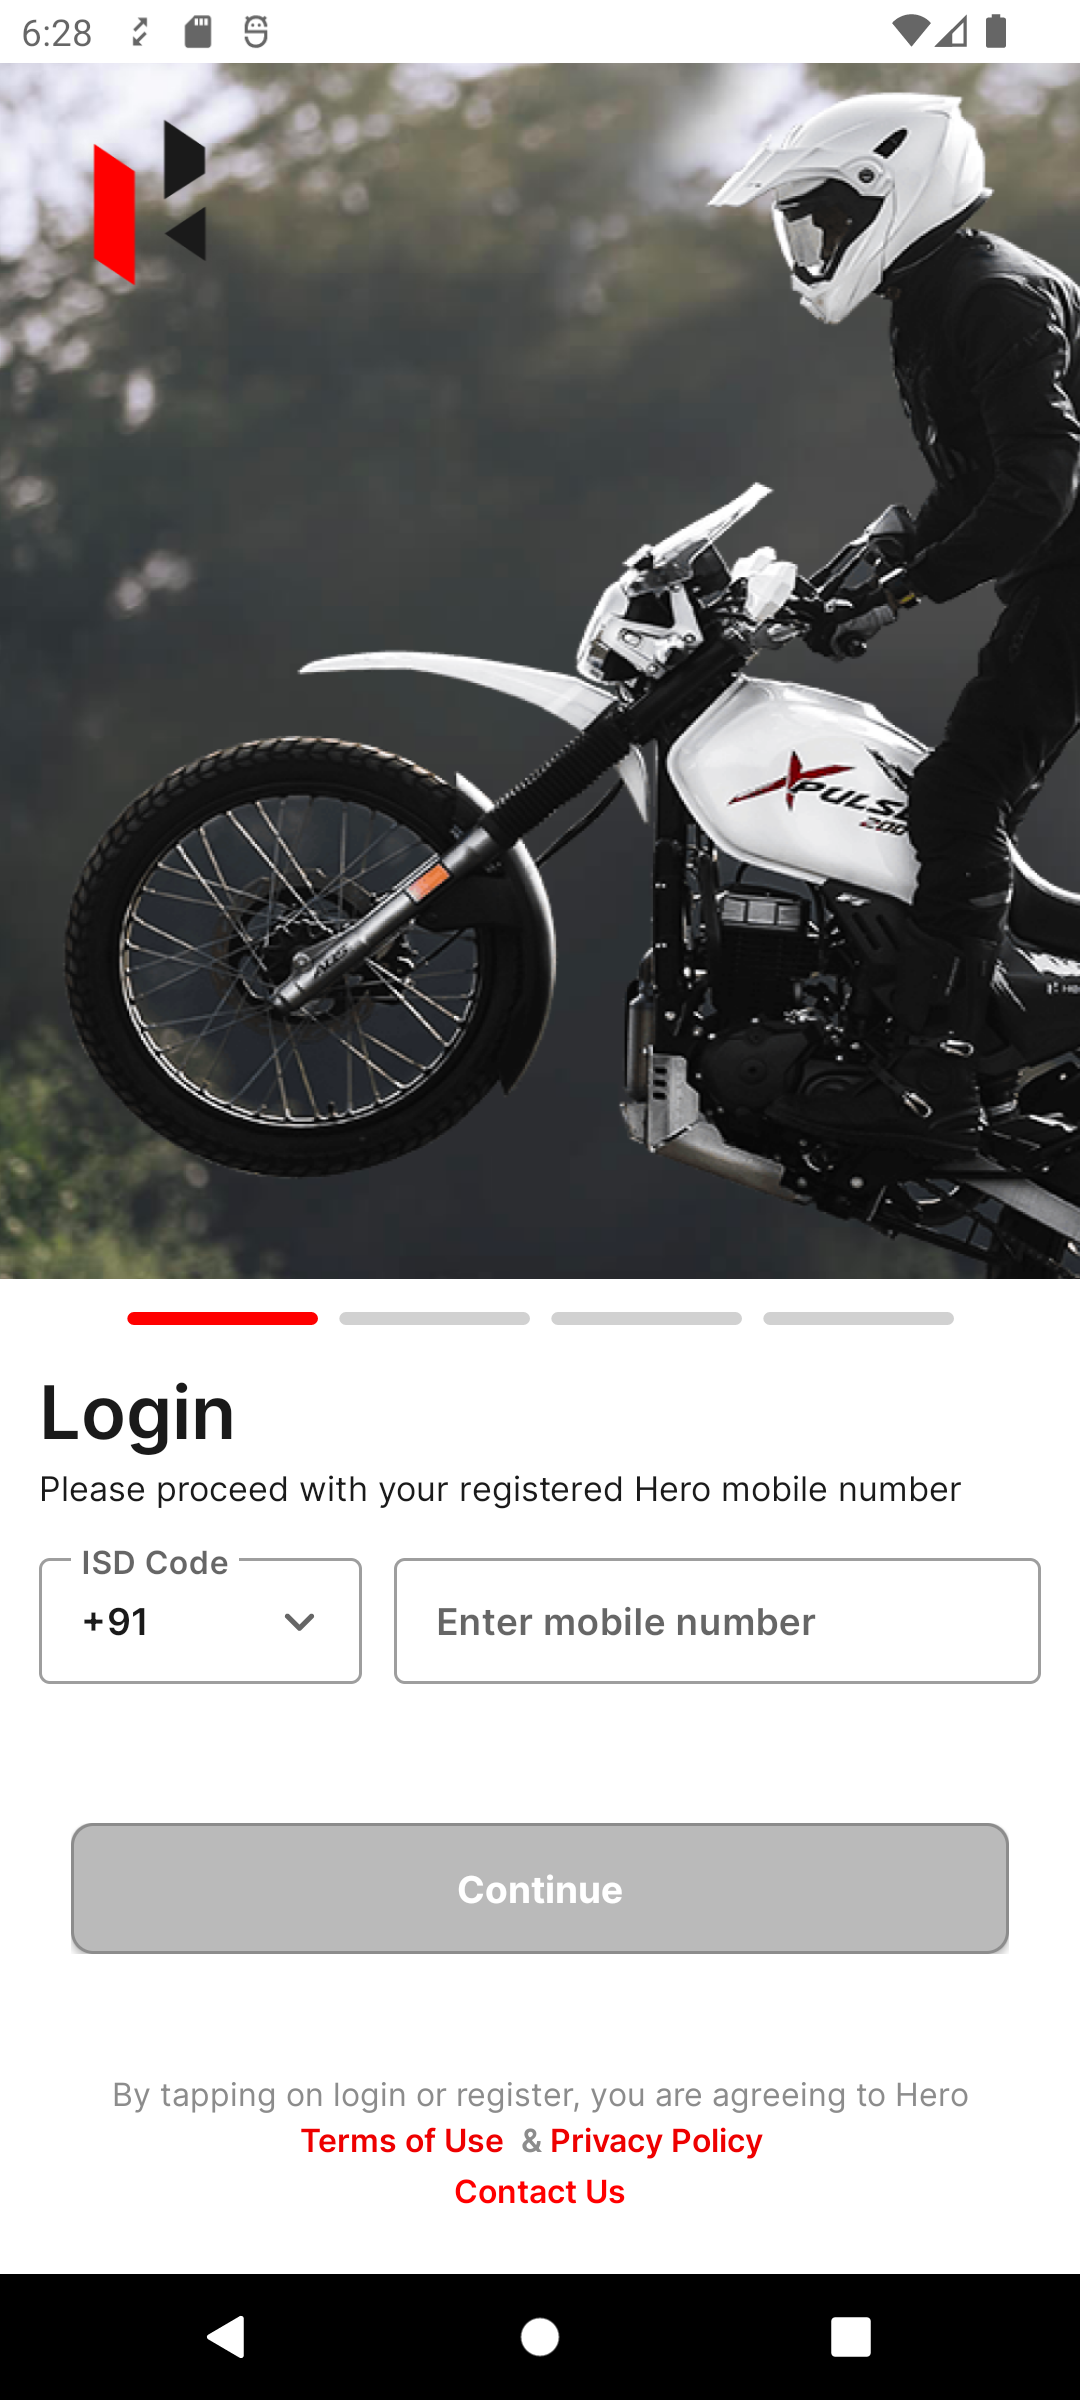 6:28
XPULSE
200
Login
Please proceed with your registered Hero mobile number
ISD Code
+91
Enter mobile number
Continue
By tapping on login or register, you are agreeing to Hero
Terms of Use & Privacy Policy
Contact Us